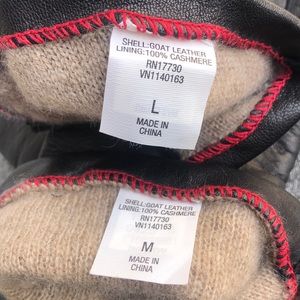 SHELL:GOAT LEATHER
LINING:100% CASHMERE
RN17730
VN1140163
L
MADE IN
CHINA
SHELL:GOAT LEATHER
LINING:100% CASHMERE
RN17730
VN1140163
M
MADE IN
CHINA